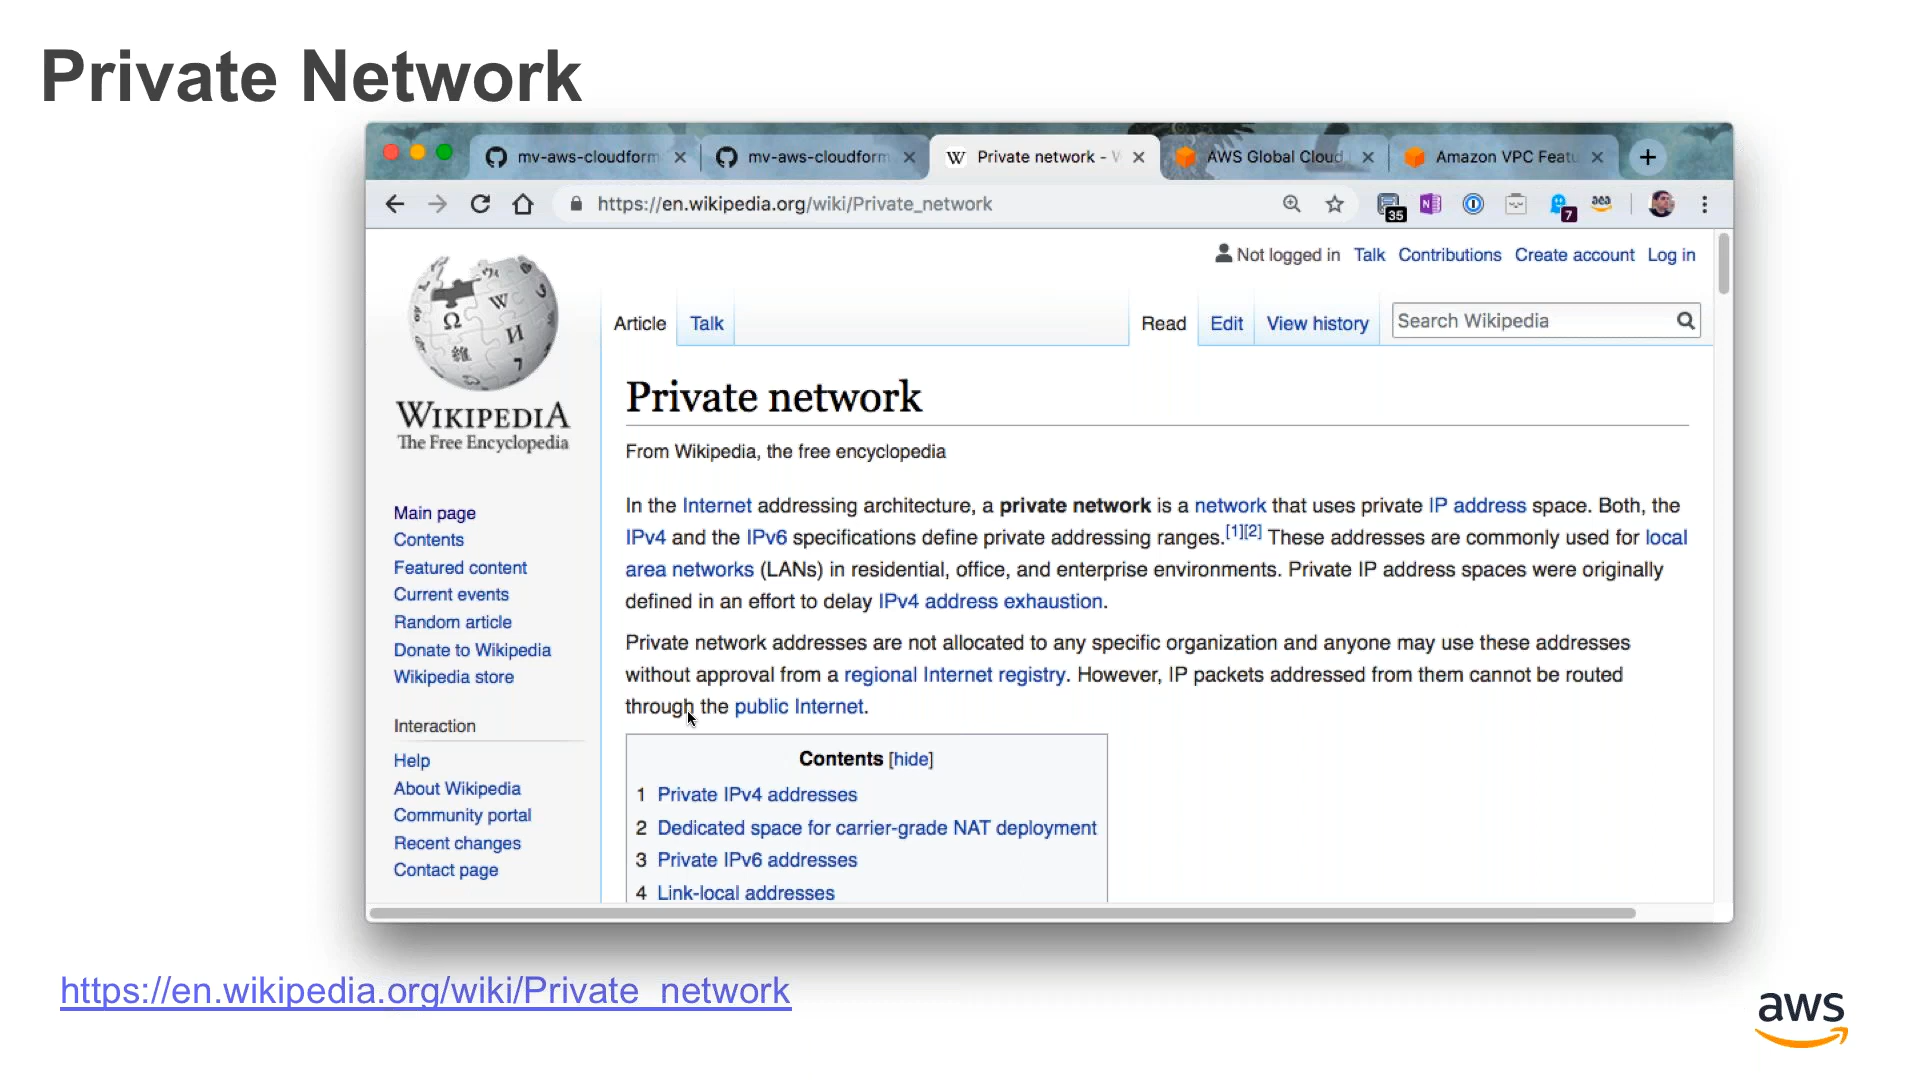 Private Network
mv-aws-cloudform
mv-aws-cloudform
Private network - W
AWS Global Cloud
Amazon VPC Featu
https://en.wikipedia.org/wiki/Private_network
35
7
aws
Not logged in Talk Contributions Create account Log in
Article Talk Read Edit View history Search Wikipedia
WIKIPEDIA
The Free Encyclopedia
Main page
Contents
Featured content
Current events
Random article
Donate to Wikipedia
Wikipedia store
Interaction
Help
About Wikipedia
Community portal
Recent changes
Contact page
Private network
From Wikipedia, the free encyclopedia
In the Internet addressing architecture, a private network is a network that uses private IP address space. Both, the
IPv4 and the IPv6 specifications define private addressing ranges.[1][2] These addresses are commonly used for local
area networks (LANs) in residential, office, and enterprise environments. Private IP address spaces were originally
defined in an effort to delay IPv4 address exhaustion.
Private network addresses are not allocated to any specific organization and anyone may use these addresses
without approval from a regional Internet registry. However, IP packets addressed from them cannot be routed
through the public Internet.
Contents [hide]
1 Private IPv4 addresses
2 Dedicated space for carrier-grade NAT deployment
3 Private IPv6 addresses
4 Link-local addresses
https://en.wikipedia.org/wiki/Private_network
aws